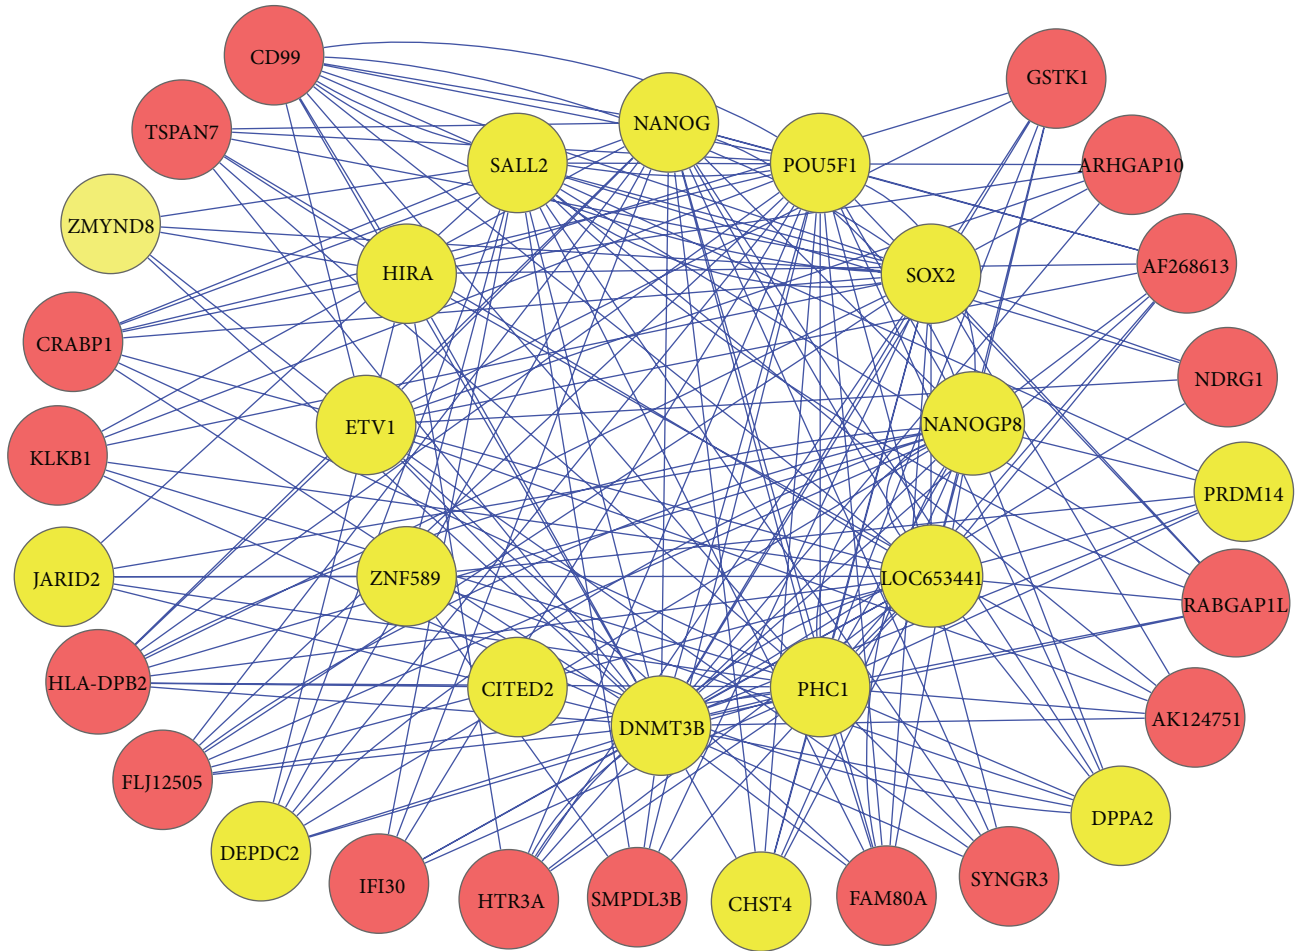 CD99
GSTK1
NANOG
TSPAN7
SALL2
POU5F1
ARHGAP10
ZMYND8
HIRA
SOX2
AF268613
CRABP1
NDRG1
ETV1
NANOGP8
KLKB1
PRDM14
JARID2
ZNF589
LOC653441
RABGAP1L
HLA-DPB2
CITED2
PHC1
DNMT3B
AK124751
FLJ12505
DPPA2
DEPDC2
IFI30
HTR3A
SMPDL3B
CHST4
FAM80A
SYNGR3